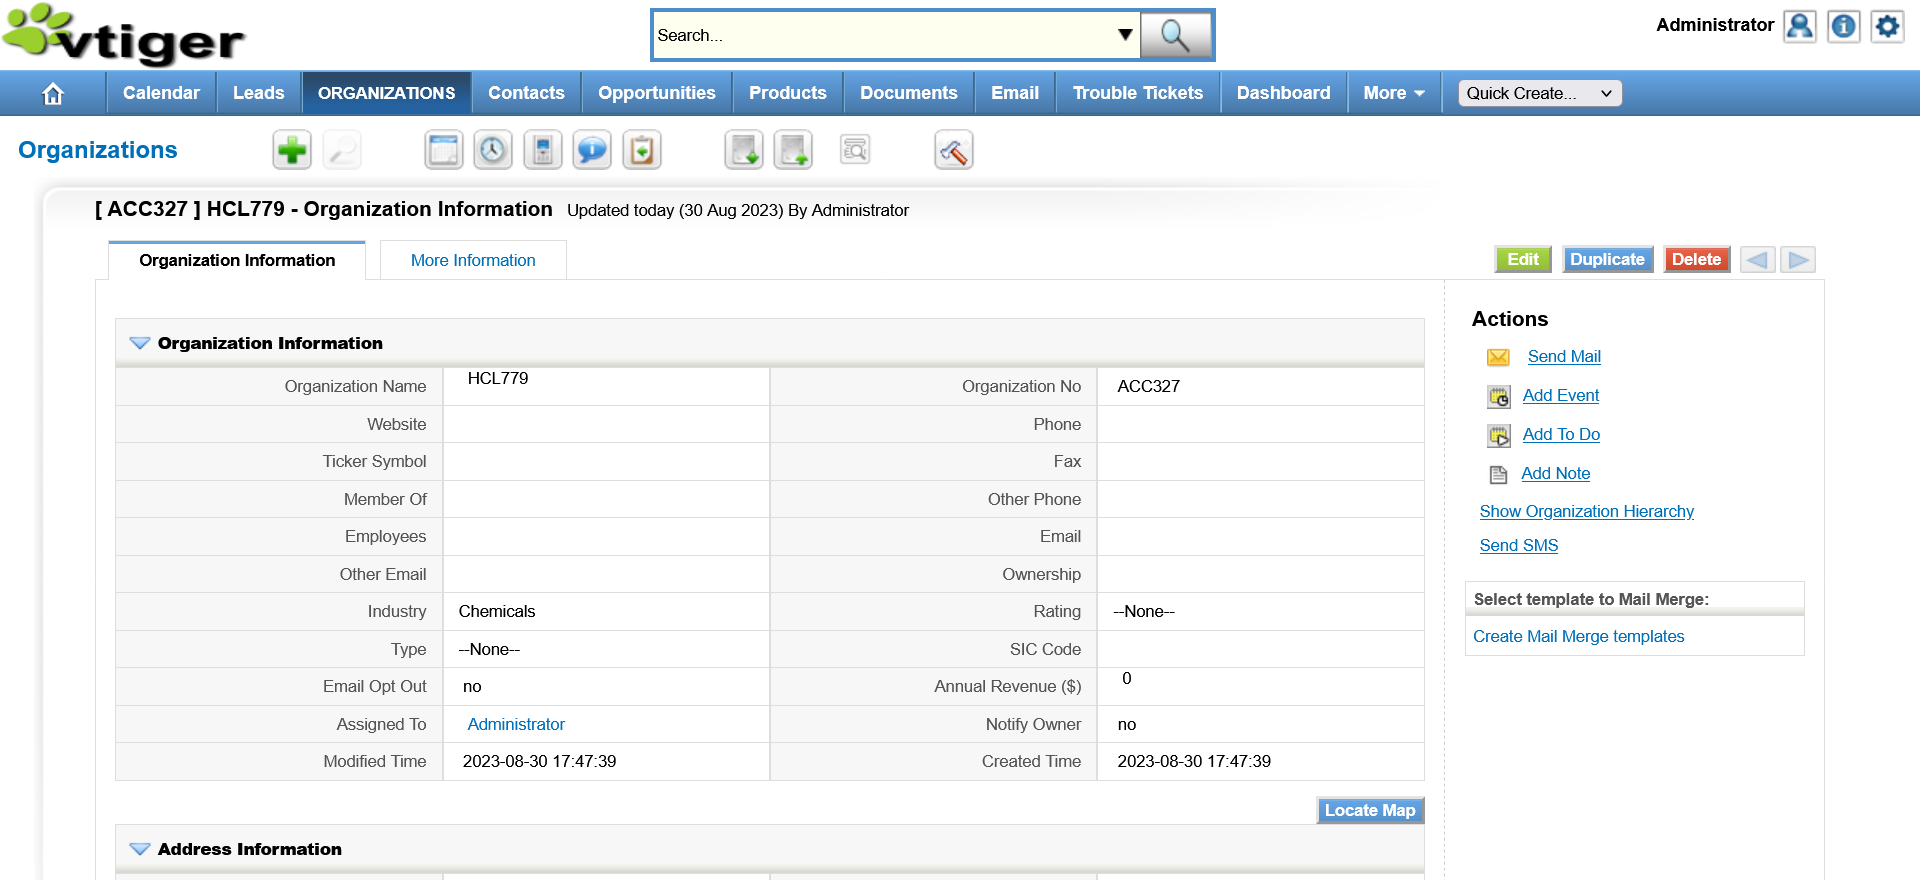 vtiger
Search...
Administrator
Calendar Leads ORGANIZATIONS Contacts Opportunities Products Documents Email Trouble Tickets Dashboard More Quick Create...
Organizations
[ ACC327 ] HCL779 - Organization Information Updated today (30 Aug 2023) By Administrator
Organization Information More Information Edit Duplicate Delete
Organization Information
Organization Name HCL779 Organization No ACC327
Website Phone
Ticker Symbol Fax
Member Of Other Phone
Employees Email
Other Email Ownership
Industry Chemicals Rating --None--
Type --None-- SIC Code
Email Opt Out no Annual Revenue ($) 0
Assigned To Administrator Notify Owner no
Modified Time 2023-08-30 17:47:39 Created Time 2023-08-30 17:47:39
Locate Map
Address Information
Actions
Send Mail
Add Event
Add To Do
Add Note
Show Organization Hierarchy
Send SMS
Select template to Mail Merge:
Create Mail Merge templates